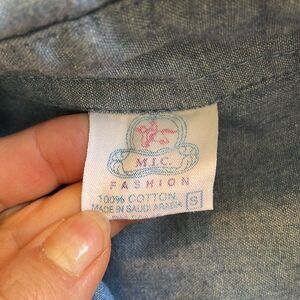 M.J.C.
FASHION
100% COTTON
MADE IN SAUDI ARABIA
S